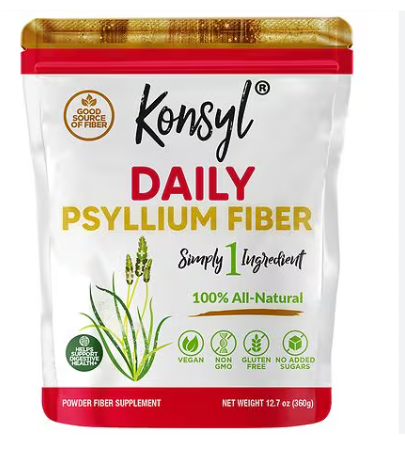 Konsyl®
GOOD
SOURCE
OF FIBER
DAILY
PSYLLIUM FIBER
Simply 1 Ingredient
100% All-Natural
HELPS
SUPPORT
DIGESTIVE
HEALTH+
VEGAN
NON
GMO
GLUTEN
FREE
NO ADDED
SUGARS
POWDER FIBER SUPPLEMENT
NET WEIGHT 12.7 oz (360g)